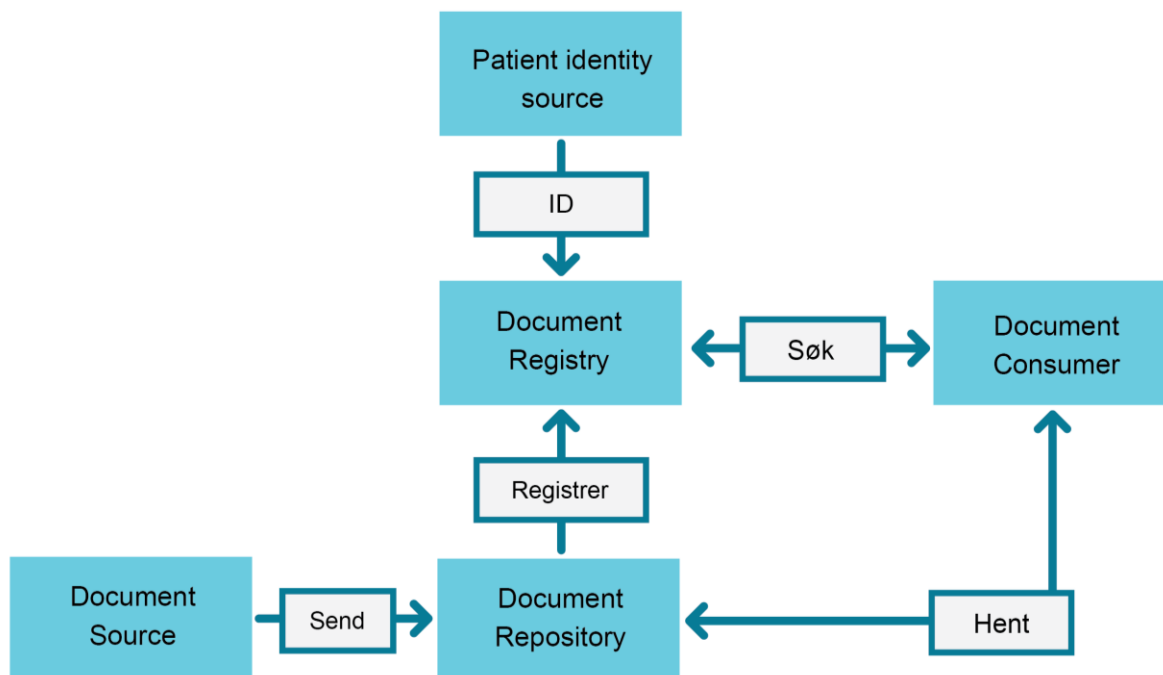 Patient identity
source
ID
Document
Registry
Søk
Document
Consumer
Registrer
Document
Source
Send
Document
Repository
Hent